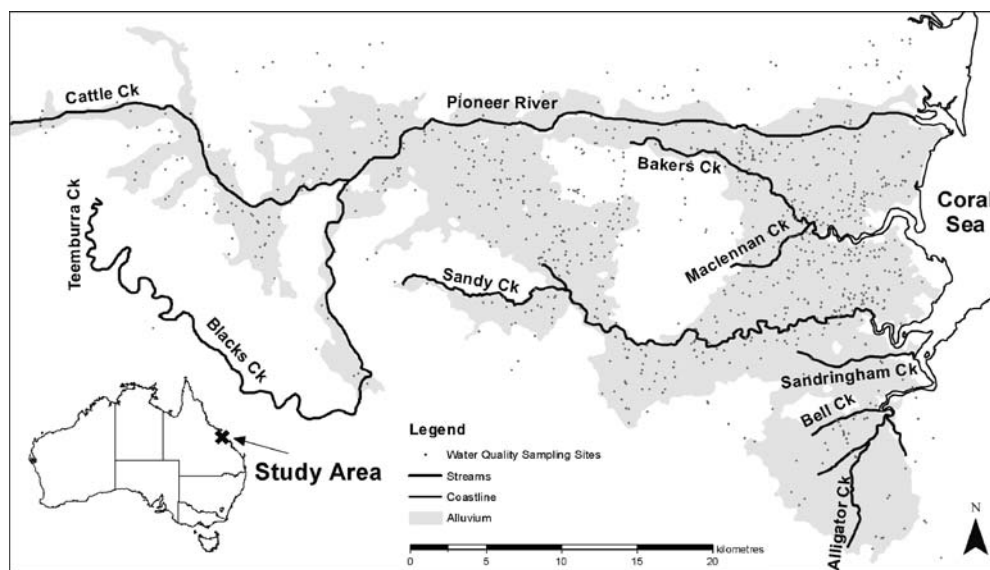 Cattle Ck
Pioneer River
Bakers Ck
Teemburra Ck
Coral
Sea
Maclennan Ck
Sandy Ck
Blacks Ck
Sandringham Ck
Bell Ck
Alligator Ck
Study Area
Legend
Water Quality Sampling Sites
Streams
Coastline
Alluvium
N
kilometres
0 5 10 15 20